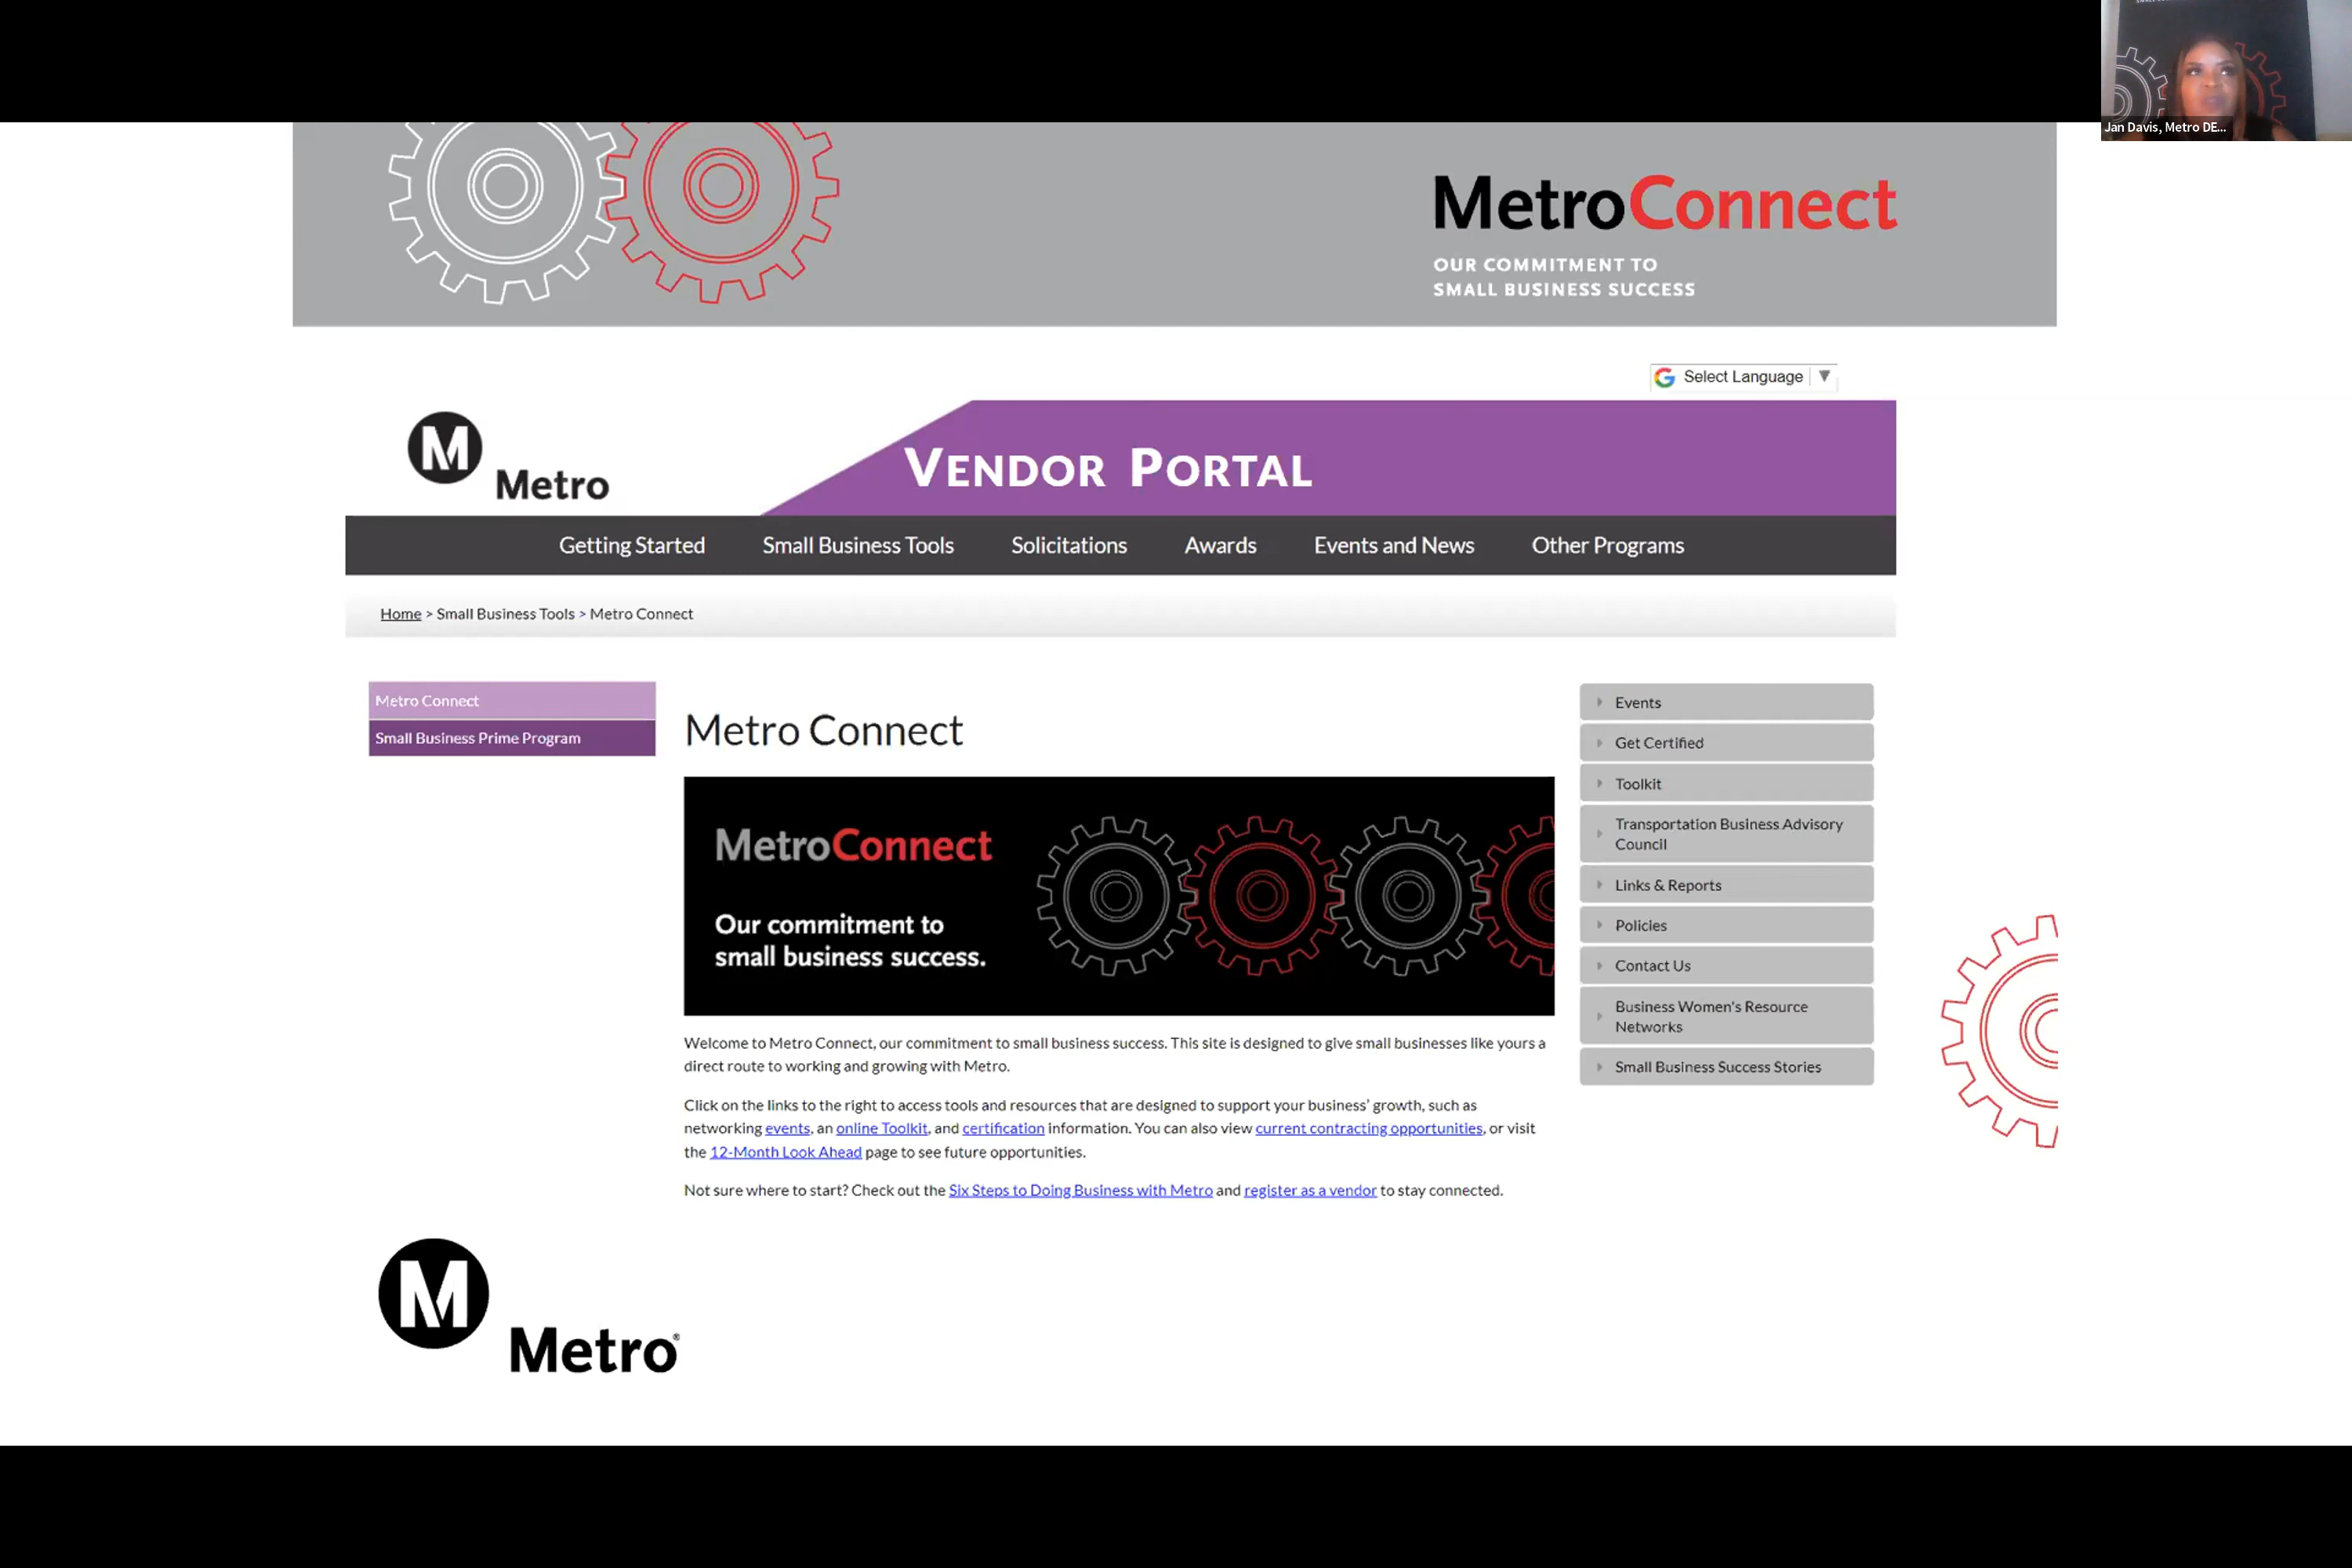 Jan Davis, Metro DE...
MetroConnect
OUR COMMITMENT TO
SMALL BUSINESS SUCCESS
Select Language
M
Metro
VENDOR PORTAL
Getting Started
Small Business Tools
Solicitations
Awards
Events and News
Other Programs
Home > Small Business Tools > Metro Connect
Metro Connect
Small Business Prime Program
Metro Connect
MetroConnect
Our commitment to
small business success.
Welcome to Metro Connect, our commitment to small business success. This site is designed to give small businesses like yours a
direct route to working and growing with Metro.
Click on the links to the right to access tools and resources that are designed to support your business' growth, such as
networking events, an online Toolkit, and certification information. You can also view current contracting opportunities, or visit
the 12-Month Look Ahead page to see future opportunities.
Not sure where to start? Check out the Six Steps to Doing Business with Metro and register as a vendor to stay connected.
Events
Get Certified
Toolkit
Transportation Business Advisory
Council
Links & Reports
Policies
Contact Us
Business Women's Resource
Networks
Small Business Success Stories
M
Metro®